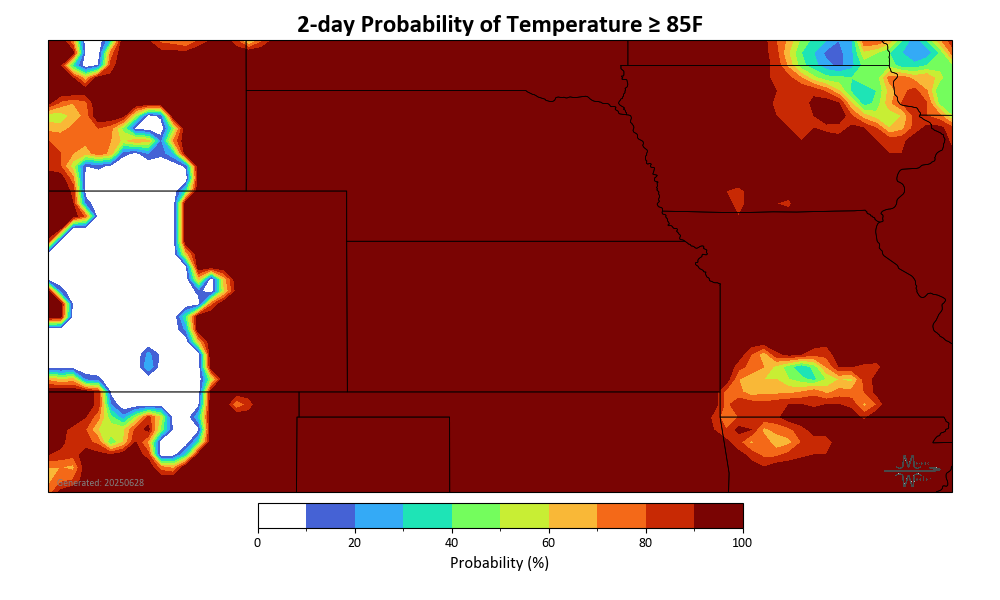 2-day Probability of Temperature ≥ 85F
Generated: 20250628
0 20 40 60 80 100
Probability (%)